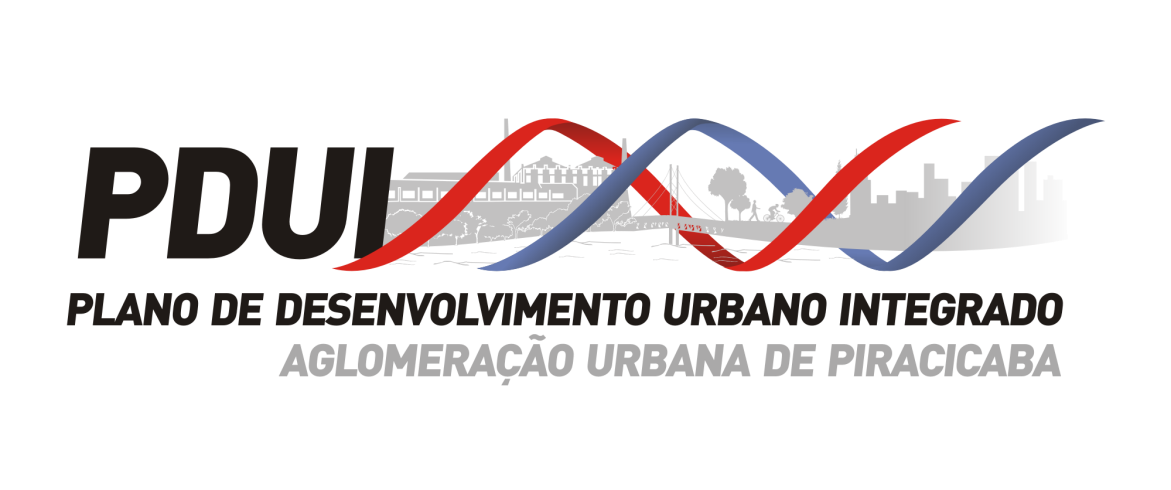 PDUI
PLANO DE DESENVOLVIMENTO URBANO INTEGRADO
AGLOMERAÇÃO URBANA DE PIRACICABA